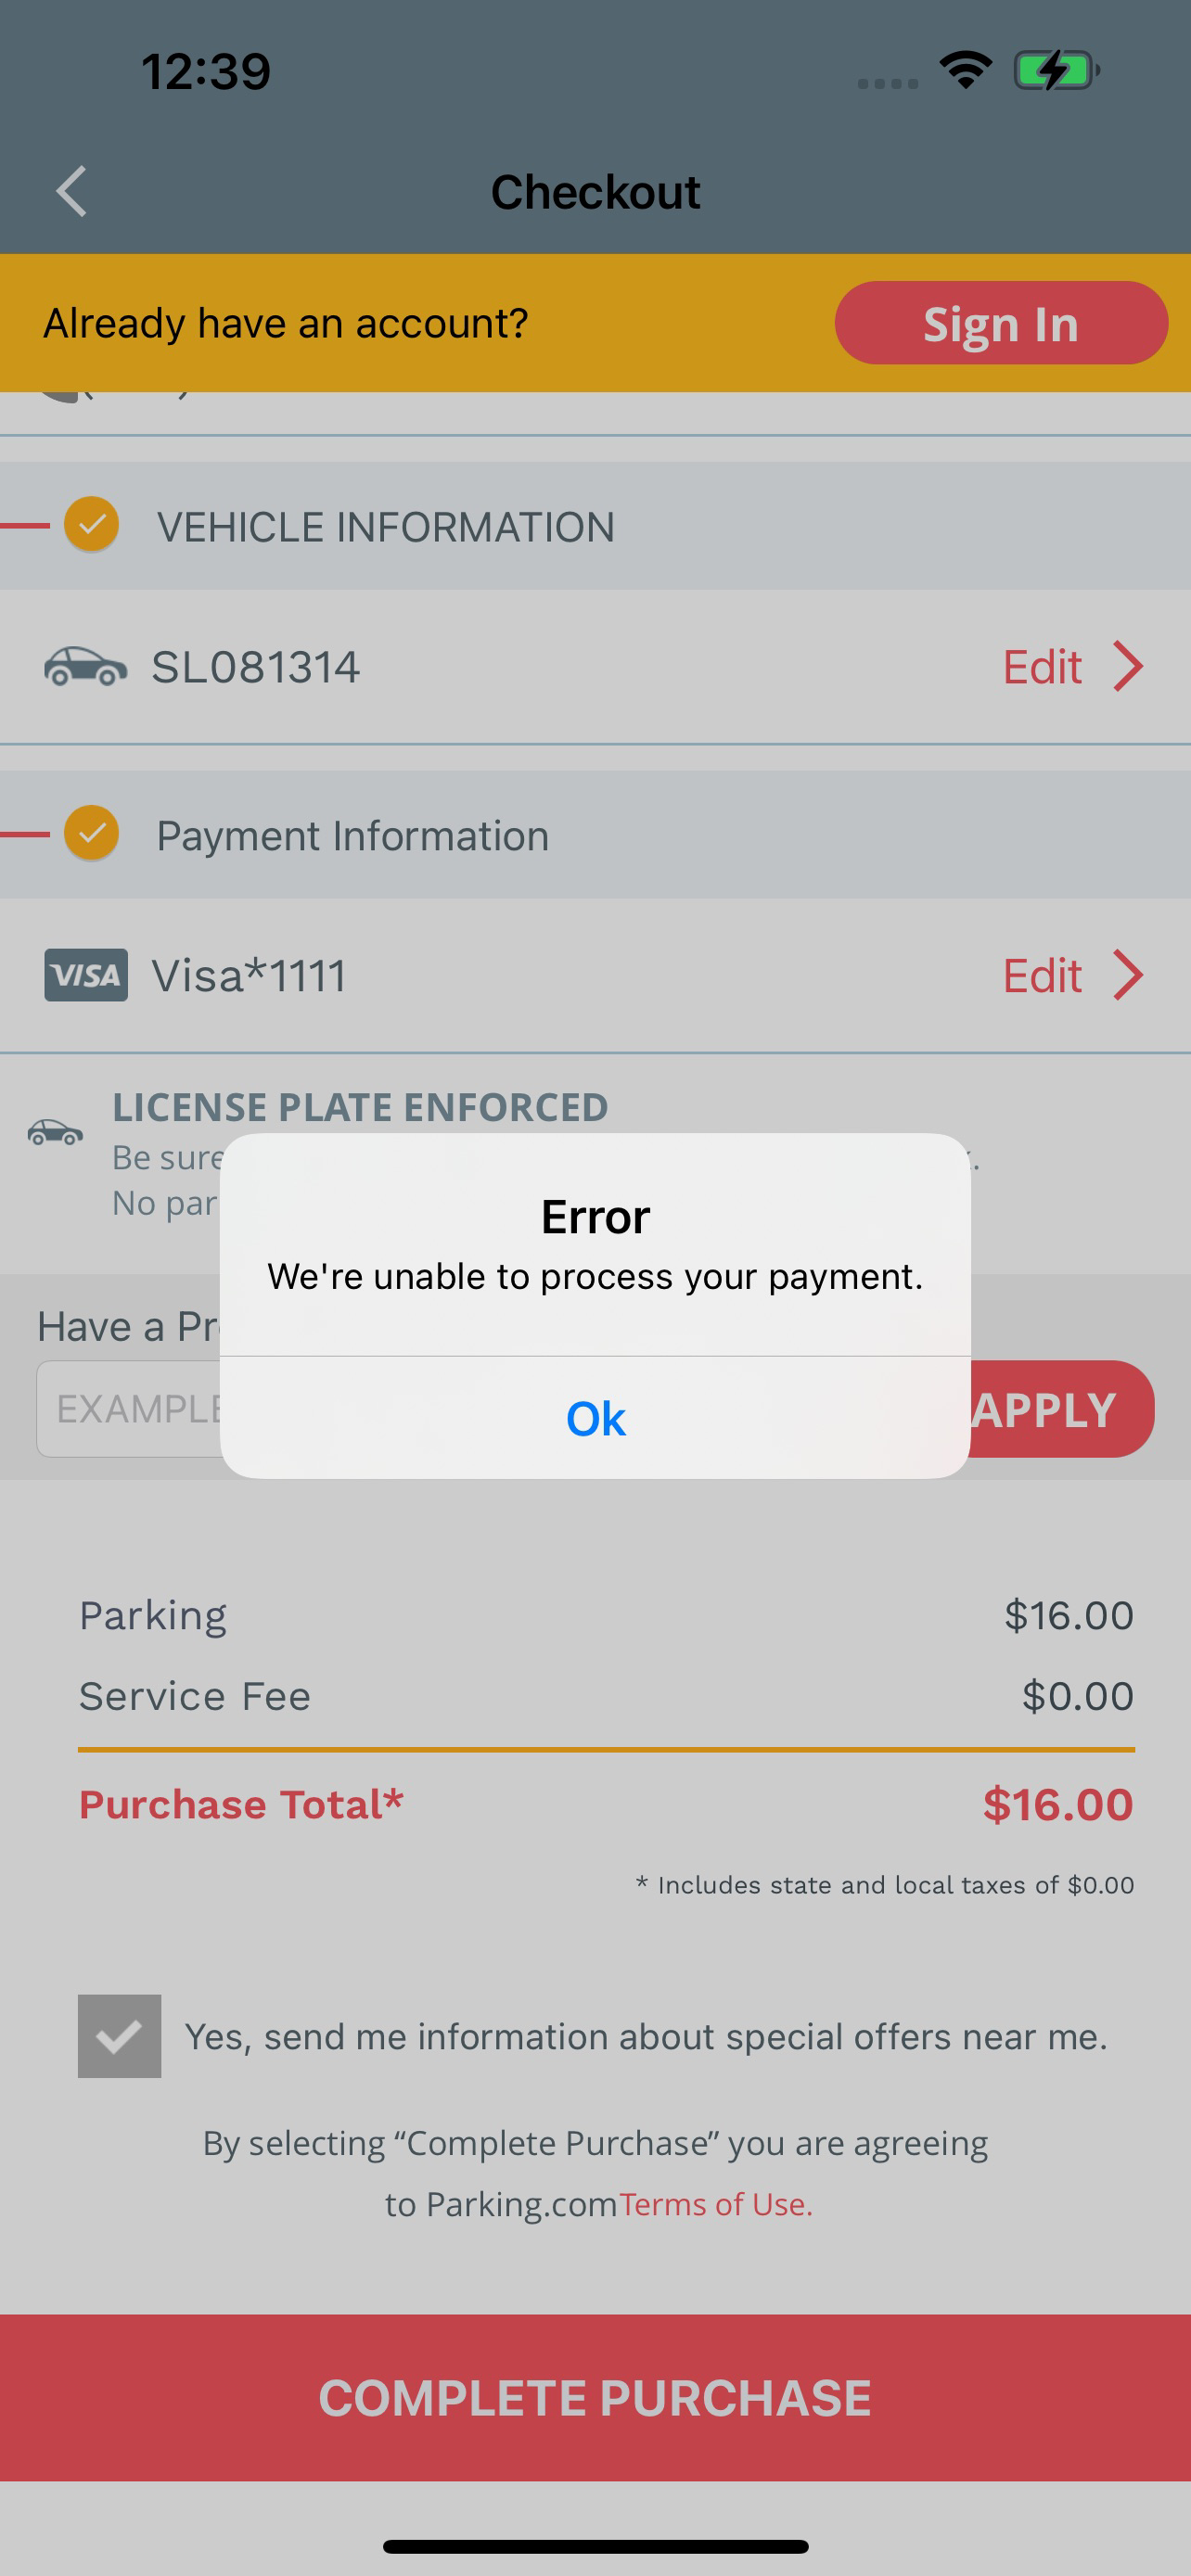 12:39
Checkout
Already have an account?
Sign In
VEHICLE INFORMATION
SL081314
Edit
Payment Information
VISA
Visa*1111
Edit
LICENSE PLATE ENFORCED
Be sure
No par
Error
We're unable to process your payment.
Ok
Have a Pr
EXAMPLE
APPLY
Parking
$16.00
Service Fee
$0.00
Purchase Total*
$16.00
* Includes state and local taxes of $0.00
Yes, send me information about special offers near me.
By selecting “Complete Purchase” you are agreeing
to Parking.comTerms of Use.
COMPLETE PURCHASE